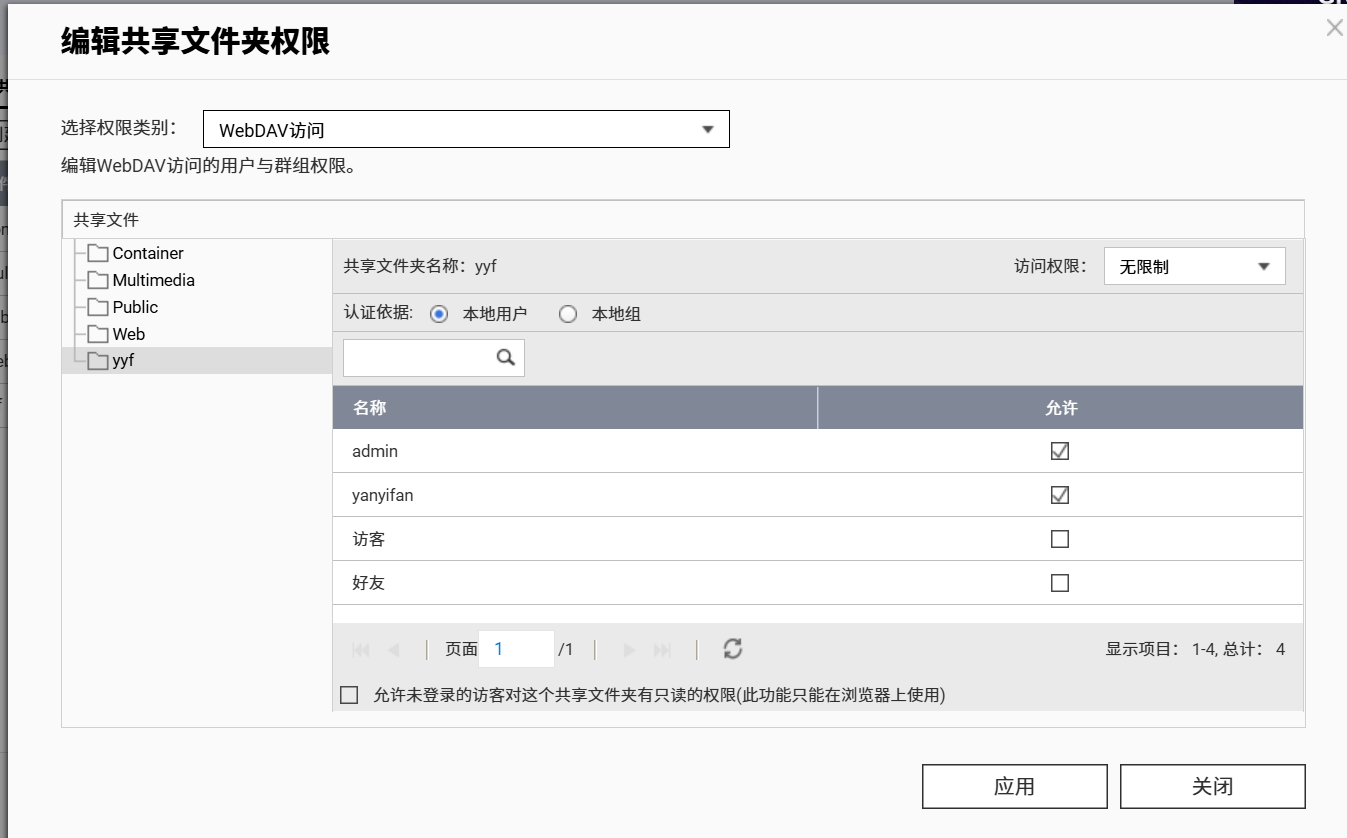 编辑共享文件夹权限
选择权限类别： WebDAV访问
编辑WebDAV访问的用户与群组权限。
共享文件
Container
Multimedia
Public
Web
yyf
共享文件夹名称：yyf 访问权限： 无限制
认证依据: 本地用户 本地组
名称 允许
admin
yanyifan
访客
好友
页面 1 /1 显示项目： 1-4, 总计： 4
允许未登录的访客对这个共享文件夹有只读的权限(此功能只能在浏览器上使用)
应用 关闭